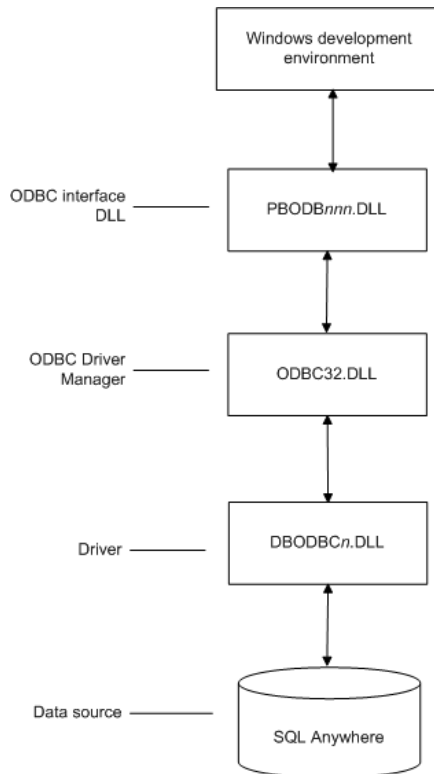 Windows development
environment
ODBC interface
DLL
PBODBnnn.DLL
ODBC Driver
Manager
ODBC32.DLL
Driver
DBODBCn.DLL
Data source
SQL Anywhere